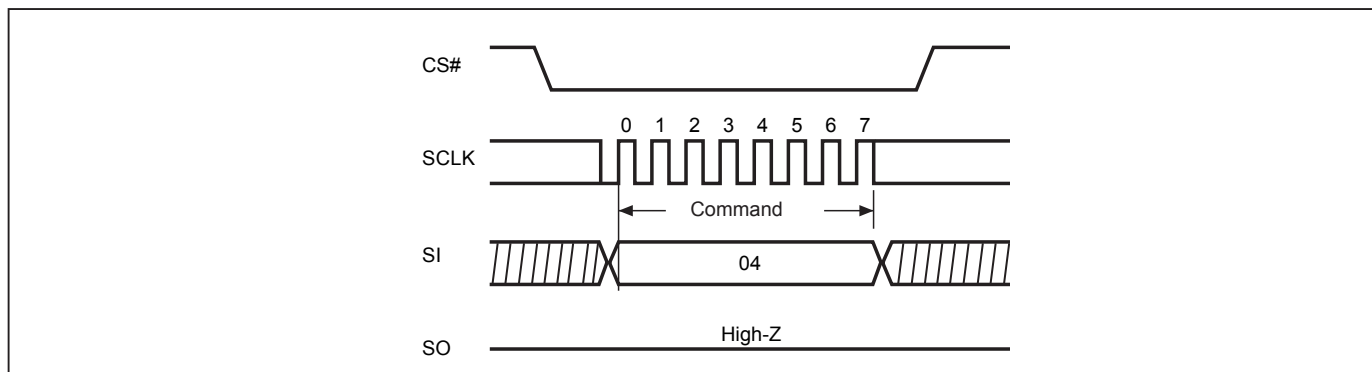 CS#
0 1 2 3 4 5 6 7
SCLK
Command
SI
04
High-Z
SO